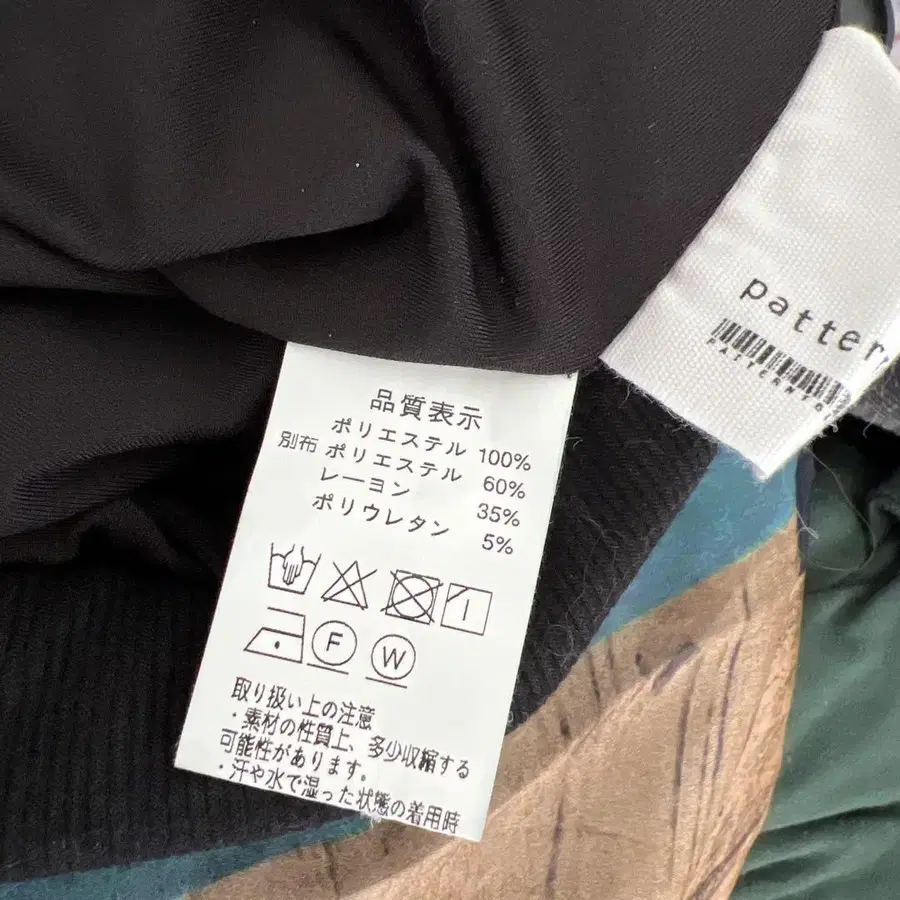 品質表示
ポリエステル 100%
別布 ポリエステル 60%
レーヨン 35%
ポリウレタン 5%
F W
取り扱い上の注意
・素材の性質上、多少収縮する
可能性があります。
・汗や水で湿った状態の着用時
patter
PATTERN